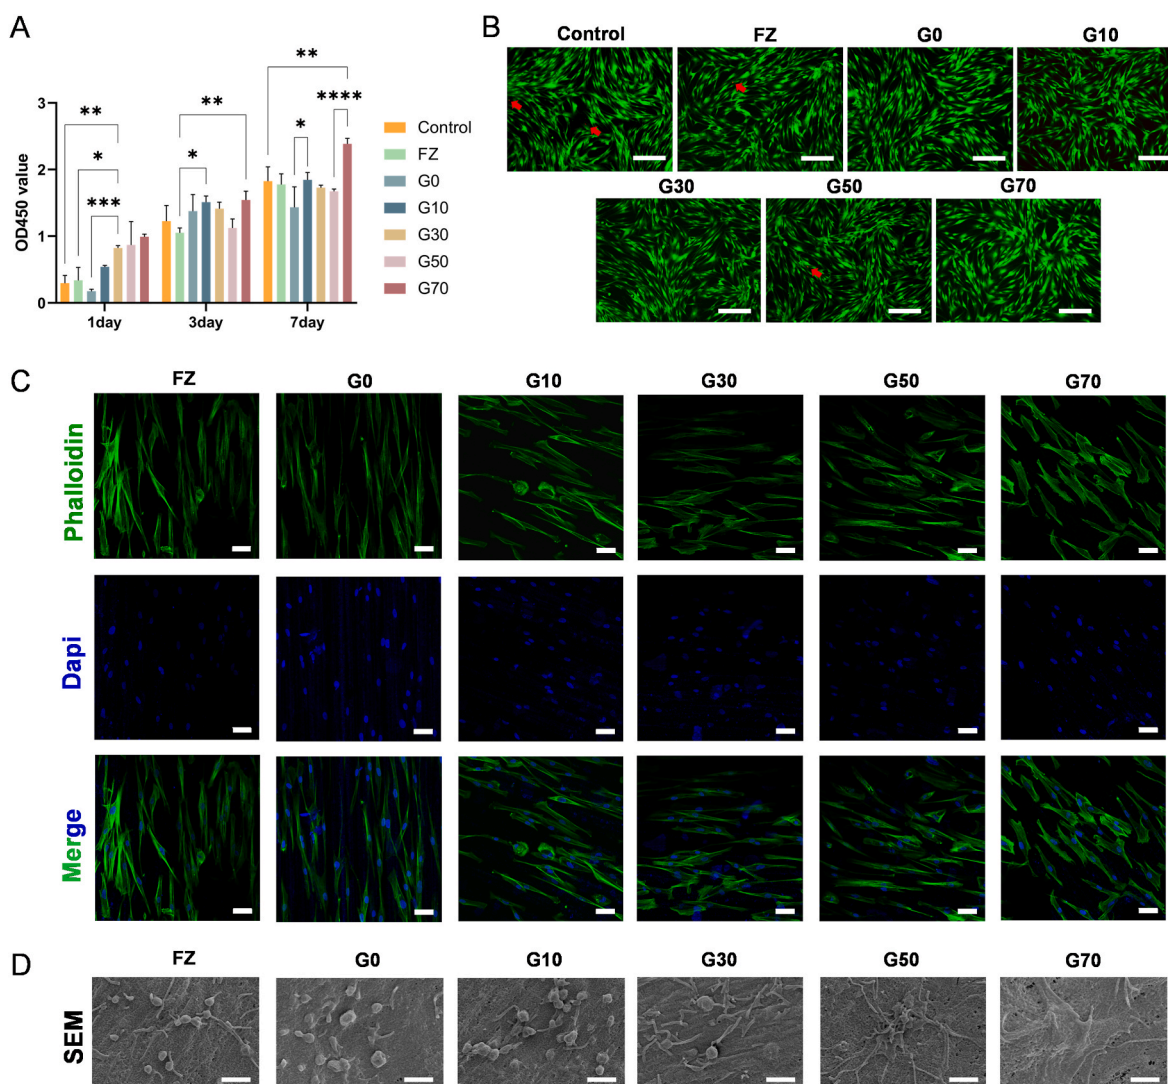 A
** ** ** **** * * * ***
OD450 value
3
2
1
0
1day 3day 7day
Control
FZ
G0
G10
G30
G50
G70
B
Control FZ G0 G10
G30 G50 G70
C
FZ G0 G10 G30 G50 G70
Phalloidin
Dapi
Merge
D
FZ G0 G10 G30 G50 G70
SEM